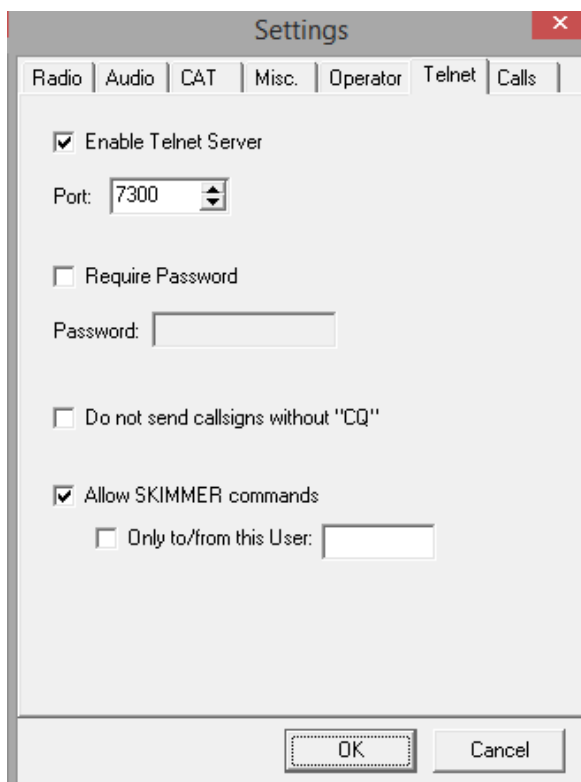 Settings
Radio Audio CAT Misc. Operator Telnet Calls
Enable Telnet Server
Port: 7300
Require Password
Password:
Do not send callsigns without "CQ"
Allow SKIMMER commands
Only to/from this User:
OK Cancel